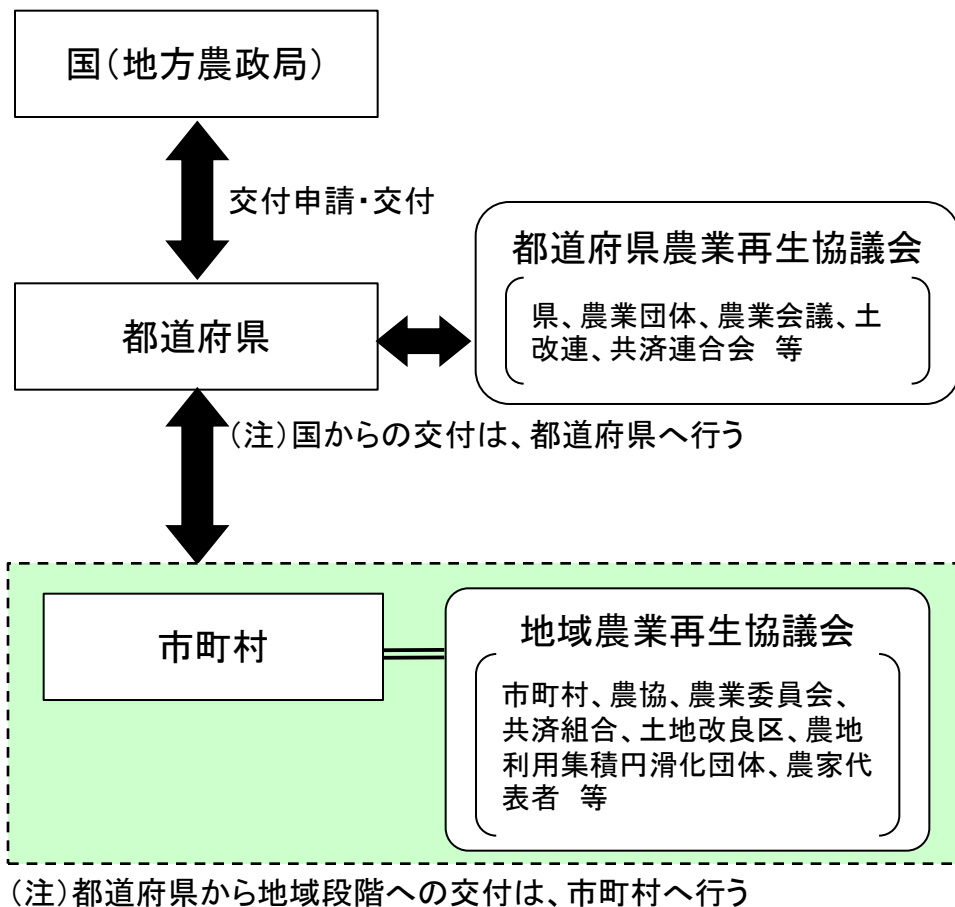 国（地方農政局）
交付申請・交付
都道府県農業再生協議会
県、農業団体、農業会議、土
改連、共済連合会　等
都道府県
（注）国からの交付は、都道府県へ行う
市町村
地域農業再生協議会
市町村、農協、農業委員会、
共済組合、土地改良区、農地
利用集積円滑化団体、農家代
表者　等
（注）都道府県から地域段階への交付は、市町村へ行う